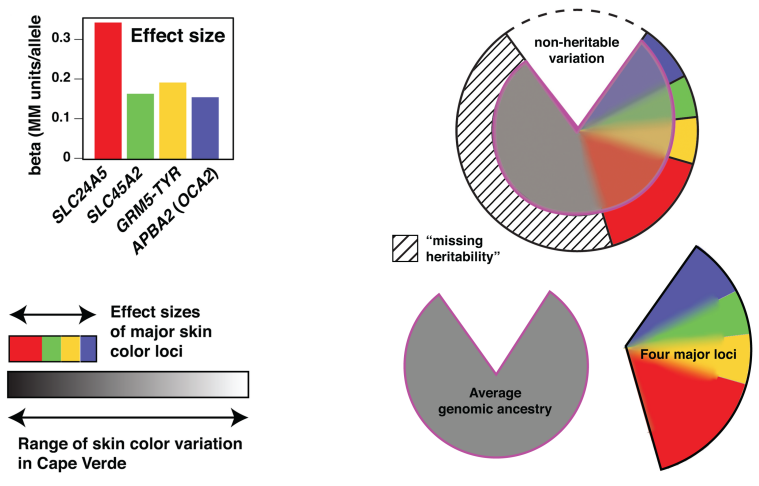 Effect size
beta (MM units/allele
0.3
0.2
0.1
0
SLC24A5
SLC45A2
GRM5-TYR
APBA2 (OCA2)
non-heritable
variation
“missing
heritability”
Effect sizes
of major skin
color loci
Range of skin color variation
in Cape Verde
Average
genomic ancestry
Four major loci